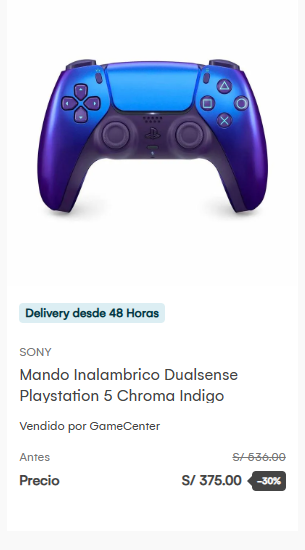 Delivery desde 48 Horas
SONY
Mando Inalambrico Dualsense
Playstation 5 Chroma Indigo
Vendido por GameCenter
Antes S/ 536.00
Precio S/ 375.00 -30%